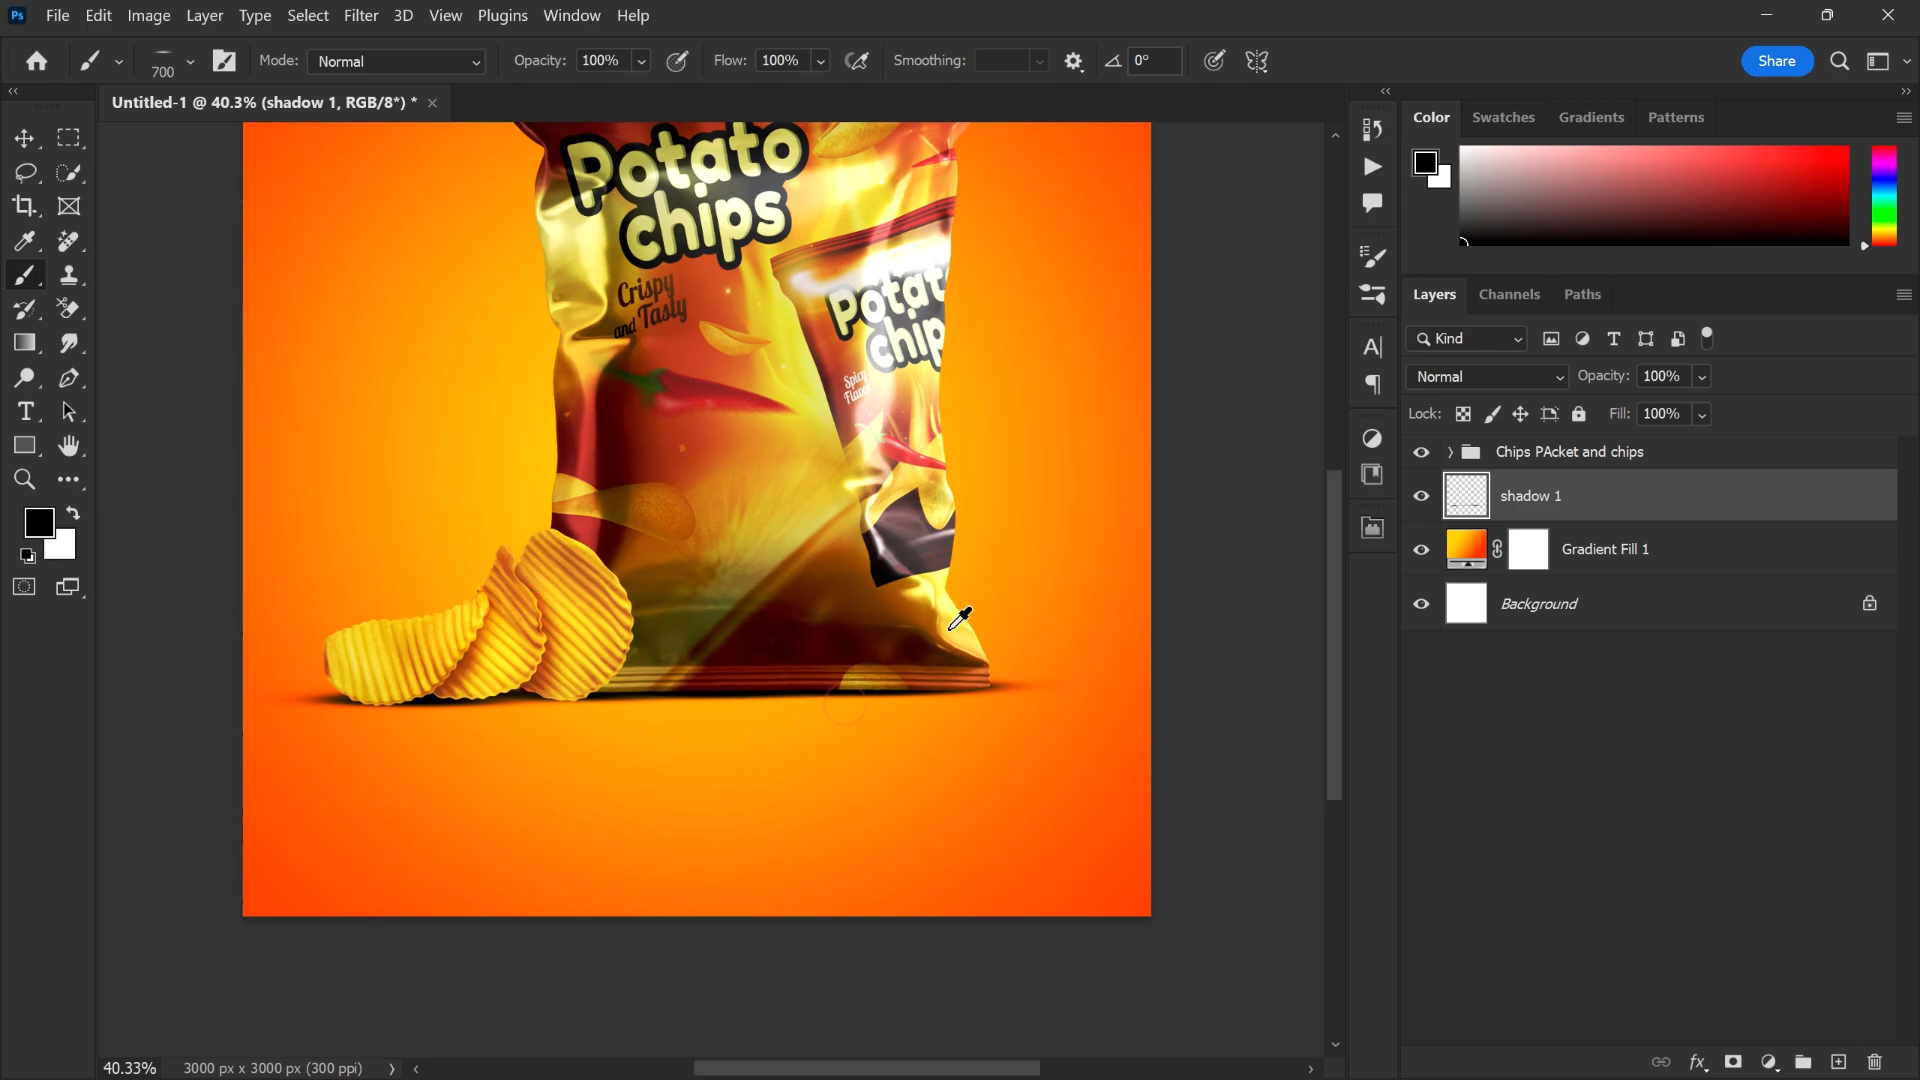 Ps File Edit Image Layer Type Select Filter 3D View Plugins Window Help
700 Mode: Normal Opacity: 100% Flow: 100% Smoothing: 0° Share
Untitled-1 @ 40.3% (shadow 1, RGB/8*) *
Color Swatches Gradients Patterns
Potato
chips
Crispy
and Tasty
Potat
chip
Spicy
Flavor
Layers Channels Paths
Kind
Normal Opacity: 100%
Lock: Fill: 100%
Chips PAcket and chips
shadow 1
Gradient Fill 1
Background
40.33% 3000 px x 3000 px (300 ppi)